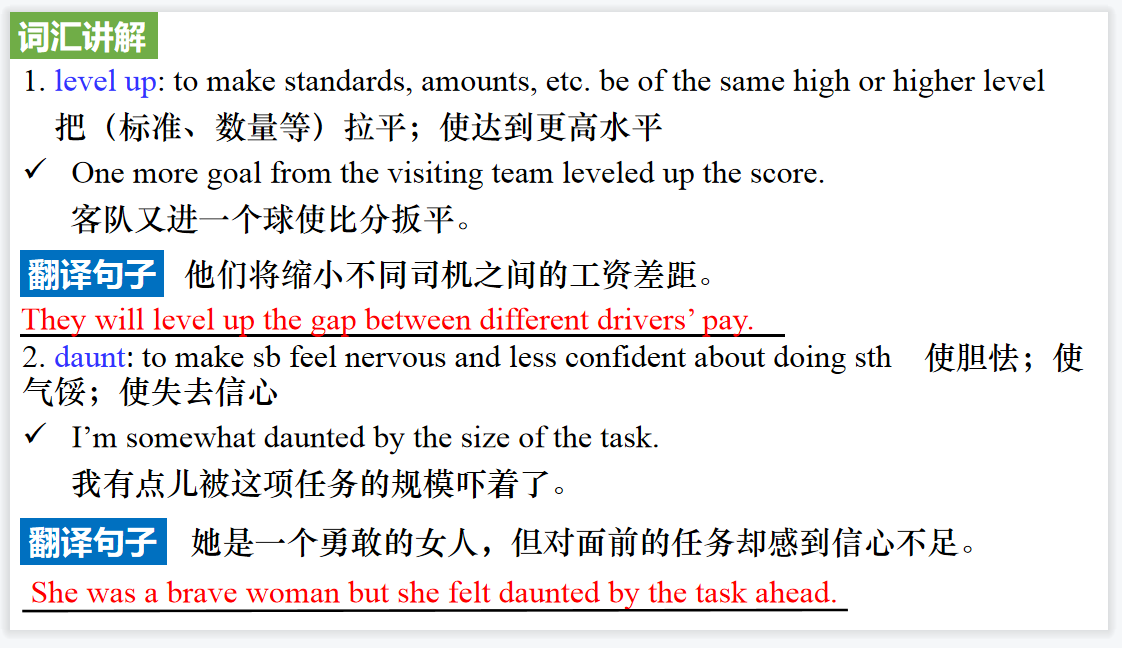 词汇讲解
1. level up: to make standards, amounts, etc. be of the same high or higher level
把（标准、数量等）拉平；使达到更高水平
✓ One more goal from the visiting team leveled up the score.
客队又进一个球使比分扳平。
翻译句子 他们将缩小不同司机之间的工资差距。
They will level up the gap between different drivers’ pay.
2. daunt: to make sb feel nervous and less confident about doing sth 使胆怯；使
气馁；使失去信心
✓ I’m somewhat daunted by the size of the task.
我有点儿被这项任务的规模吓着了。
翻译句子 她是一个勇敢的女人，但对面前的任务却感到信心不足。
She was a brave woman but she felt daunted by the task ahead.